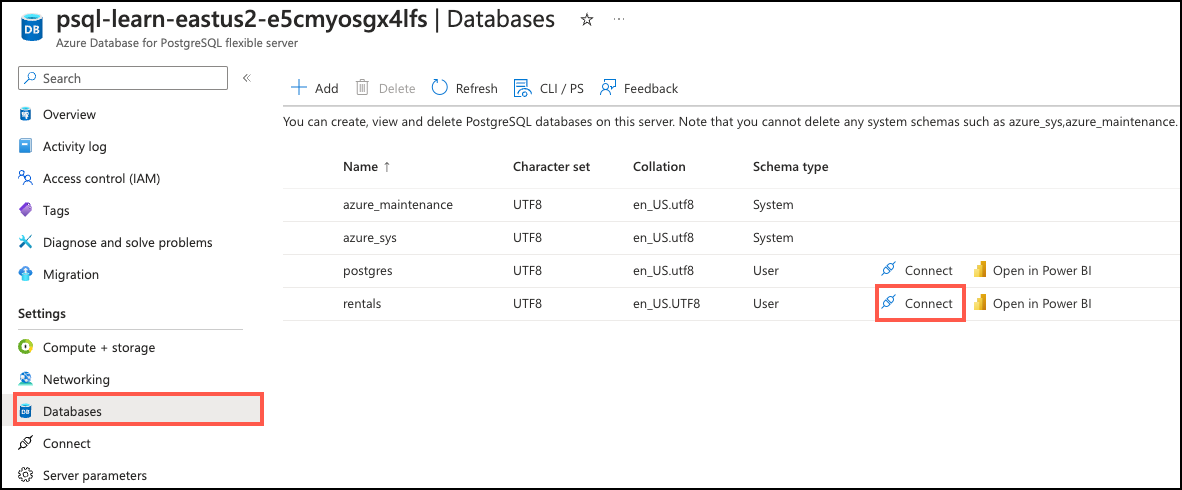 psql-learn-eastus2-e5cmyosgx4lfs | Databases
Azure Database for PostgreSQL flexible server
Search
Overview
Activity log
Access control (IAM)
Tags
Diagnose and solve problems
Migration
Settings
Compute + storage
Networking
Databases
Connect
Server parameters
Add Delete Refresh CLI / PS Feedback
You can create, view and delete PostgreSQL databases on this server. Note that you cannot delete any system schemas such as azure_sys,azure_maintenance.
Name ↑ Character set Collation Schema type
azure_maintenance UTF8 en_US.utf8 System
azure_sys UTF8 en_US.utf8 System
postgres UTF8 en_US.utf8 User Connect Open in Power BI
rentals UTF8 en_US.UTF8 User Connect Open in Power BI